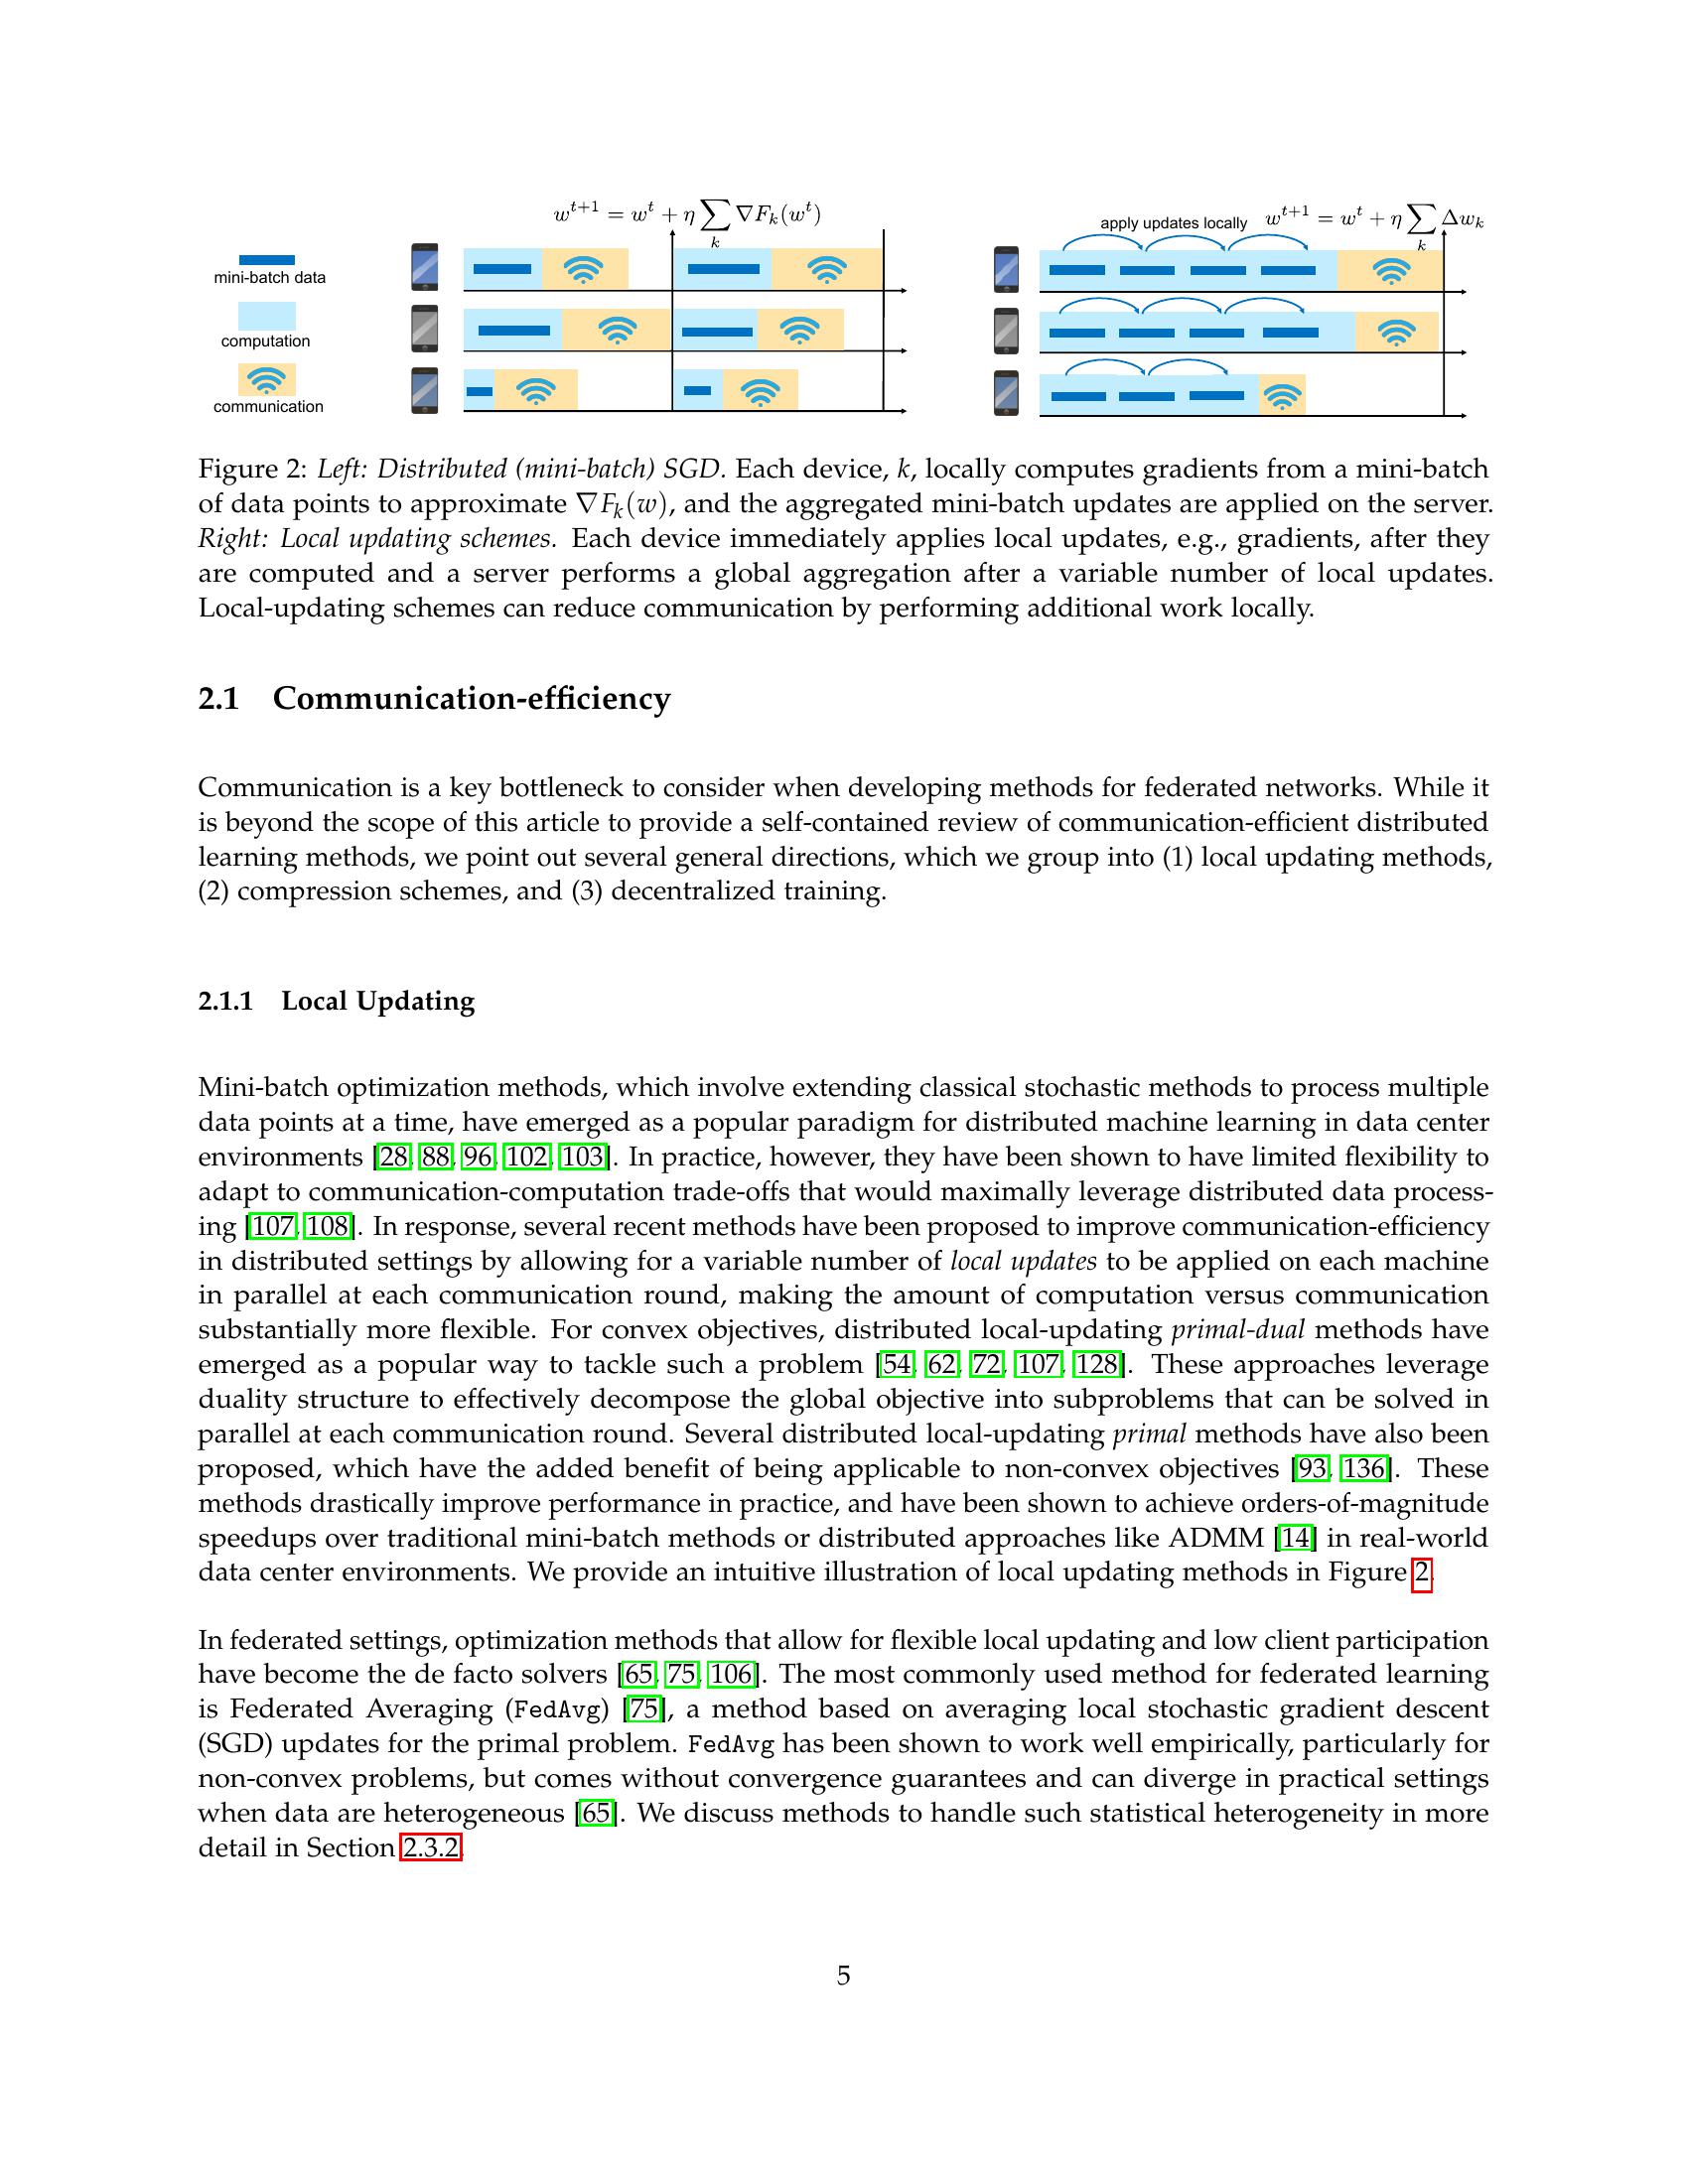 w^{t+1} = w^t + η ∑_k ∇F_k(w^t)
apply updates locally w^{t+1} = w^t + η ∑_k Δw_k
mini-batch data
computation
communication
Figure 2: Left: Distributed (mini-batch) SGD. Each device, k, locally computes gradients from a mini-batch
of data points to approximate ∇F_k(w), and the aggregated mini-batch updates are applied on the server.
Right: Local updating schemes. Each device immediately applies local updates, e.g., gradients, after they
are computed and a server performs a global aggregation after a variable number of local updates.
Local-updating schemes can reduce communication by performing additional work locally.
2.1 Communication-efficiency
Communication is a key bottleneck to consider when developing methods for federated networks. While it
is beyond the scope of this article to provide a self-contained review of communication-efficient distributed
learning methods, we point out several general directions, which we group into (1) local updating methods,
(2) compression schemes, and (3) decentralized training.
2.1.1 Local Updating
Mini-batch optimization methods, which involve extending classical stochastic methods to process multiple
data points at a time, have emerged as a popular paradigm for distributed machine learning in data center
environments [28, 88, 96, 102, 103]. In practice, however, they have been shown to have limited flexibility to
adapt to communication-computation trade-offs that would maximally leverage distributed data process-
ing [107, 108]. In response, several recent methods have been proposed to improve communication-efficiency
in distributed settings by allowing for a variable number of local updates to be applied on each machine
in parallel at each communication round, making the amount of computation versus communication
substantially more flexible. For convex objectives, distributed local-updating primal-dual methods have
emerged as a popular way to tackle such a problem [54, 62, 72, 107, 128]. These approaches leverage
duality structure to effectively decompose the global objective into subproblems that can be solved in
parallel at each communication round. Several distributed local-updating primal methods have also been
proposed, which have the added benefit of being applicable to non-convex objectives [93, 136]. These
methods drastically improve performance in practice, and have been shown to achieve orders-of-magnitude
speedups over traditional mini-batch methods or distributed approaches like ADMM [14] in real-world
data center environments. We provide an intuitive illustration of local updating methods in Figure 2.
In federated settings, optimization methods that allow for flexible local updating and low client participation
have become the de facto solvers [65, 75, 106]. The most commonly used method for federated learning
is Federated Averaging (FedAvg) [75], a method based on averaging local stochastic gradient descent
(SGD) updates for the primal problem. FedAvg has been shown to work well empirically, particularly for
non-convex problems, but comes without convergence guarantees and can diverge in practical settings
when data are heterogeneous [65]. We discuss methods to handle such statistical heterogeneity in more
detail in Section 2.3.2.
5